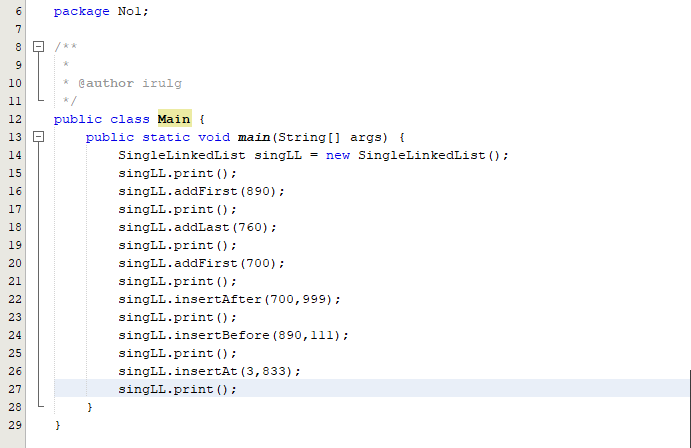 6 package No1;
7
8 /**
9 *
10 * @author irulg
11 */
12 public class Main {
13 public static void main(String[] args) {
14 SingleLinkedList singLL = new SingleLinkedList();
15 singLL.print();
16 singLL.addFirst(890);
17 singLL.print();
18 singLL.addLast(760);
19 singLL.print();
20 singLL.addFirst(700);
21 singLL.print();
22 singLL.insertAfter(700,999);
23 singLL.print();
24 singLL.insertBefore(890,111);
25 singLL.print();
26 singLL.insertAt(3,833);
27 singLL.print();
28 }
29 }